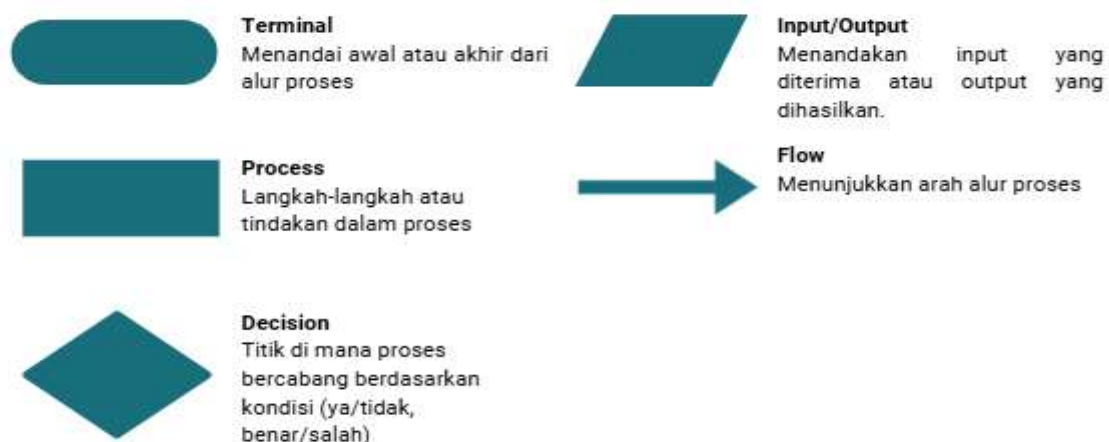 Terminal
Menandai awal atau akhir dari
alur proses
Input/Output
Menandakan input yang
diterima atau output yang
dihasilkan.
Process
Langkah-langkah atau
tindakan dalam proses
Flow
Menunjukkan arah alur proses
Decision
Titik di mana proses
bercabang berdasarkan
kondisi (ya/tidak,
benar/salah)